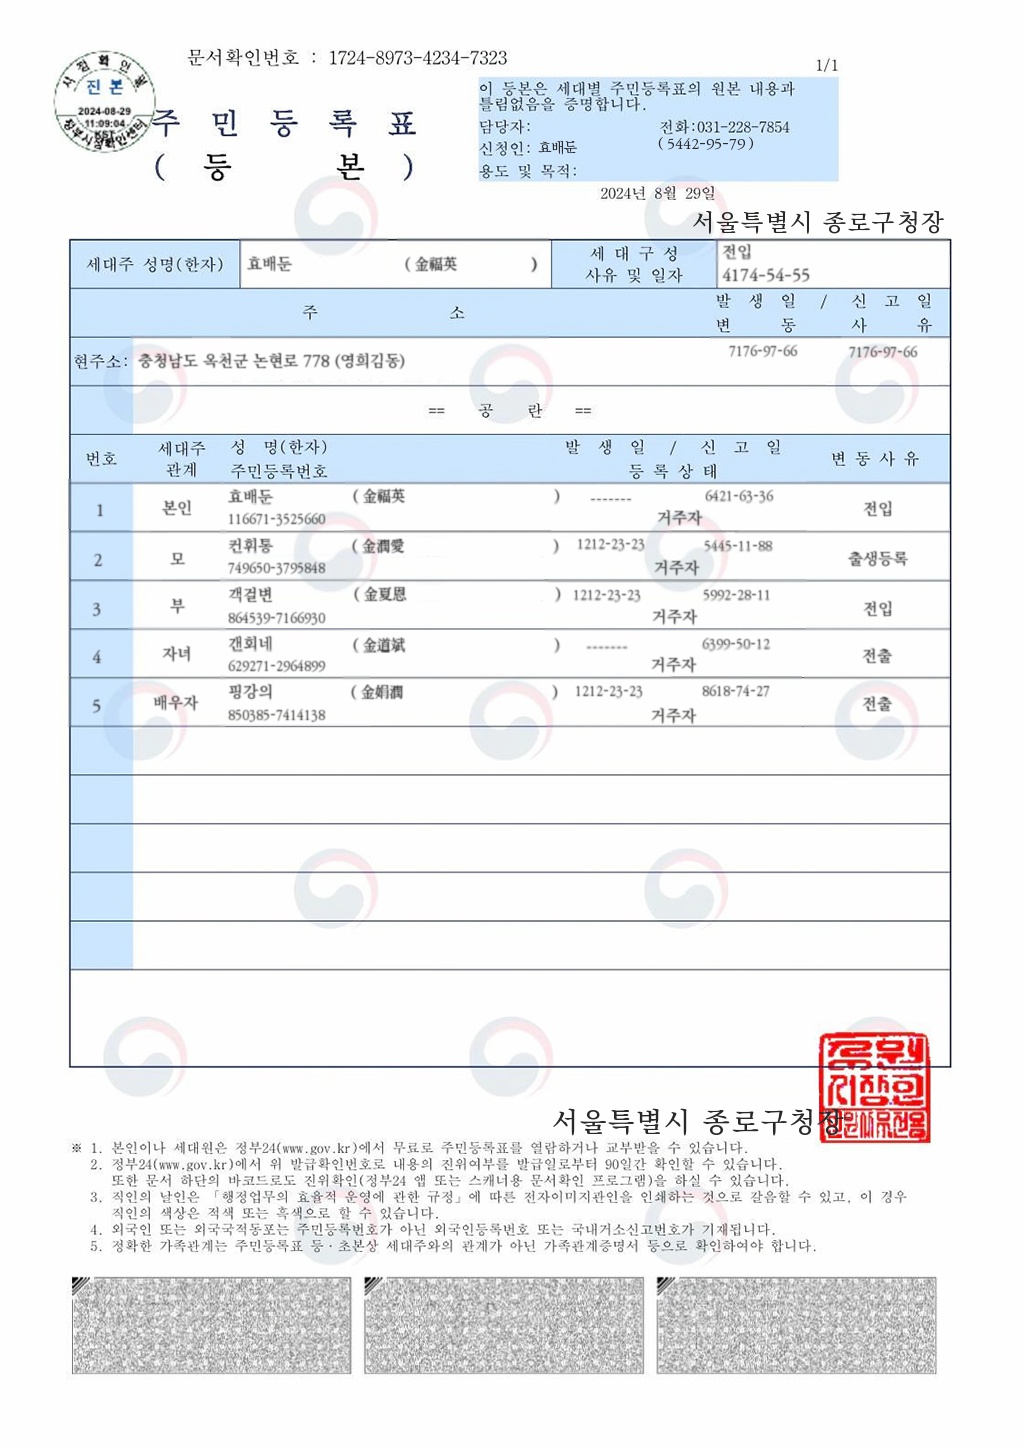 문서확인번호 : 1724-8973-4234-7323
1/1
시점확인필
진본
2024-08-29
11:09:04
KST
정부시점확인센터
주 민 등 록 표
( 등 본 )
이 등본은 세대별 주민등록표의 원본 내용과
틀림없음을 증명합니다.
담당자: 전화:031-228-7854
신청인: 효배둔 (5442-95-79)
용도 및 목적:
2024년 8월 29일
서울특별시 종로구청장
세대주 성명(한자) 효배둔 (金福英 ) 세 대 구 성 사유 및 일자 전입 4174-54-55
주 소 발 생 일 / 신 고 일
변 동 사 유
현주소: 충청남도 옥천군 논현로 778 (영희김동) 7176-97-66 7176-97-66
== 공 란 ==
번호 세대주 관계 성 명(한자) 주민등록번호 발 생 일 / 신 고 일 등 록 상 태 변 동 사 유
1 본인 효배둔 (金福英 ) ------- 6421-63-36 전입
116671-3525660 거주자
2 모 컨휘통 (金潤愛 ) 1212-23-23 5445-11-88 출생등록
749650-3795848 거주자
3 부 객걸변 (金夏恩 ) 1212-23-23 5992-28-11 전입
864539-7166930 거주자
4 자녀 갠회네 (金道斌 ) ------- 6399-50-12 전출
629271-2964899 거주자
5 배우자 핑강의 (金娟潤 ) 1212-23-23 8618-74-27 전출
850385-7414138 거주자
서울특별시 종로구청장
※ 1. 본인이나 세대원은 정부24(www.gov.kr)에서 무료로 주민등록표를 열람하거나 교부받을 수 있습니다.
2. 정부24(www.gov.kr)에서 위 발급확인번호로 내용의 진위여부를 발급일로부터 90일간 확인할 수 있습니다.
또한 문서 하단의 바코드로도 진위확인(정부24 앱 또는 스캐너용 문서확인 프로그램)을 하실 수 있습니다.
3. 직인의 날인은 「행정업무의 효율적 운영에 관한 규정」에 따른 전자이미지관인을 인쇄하는 것으로 갈음할 수 있고, 이 경우
직인의 색상은 적색 또는 흑색으로 할 수 있습니다.
4. 외국인 또는 외국국적동포는 주민등록번호가 아닌 외국인등록번호 또는 국내거소신고번호가 기재됩니다.
5. 정확한 가족관계는 주민등록표 등·초본상 세대주와의 관계가 아닌 가족관계증명서 등으로 확인하여야 합니다.